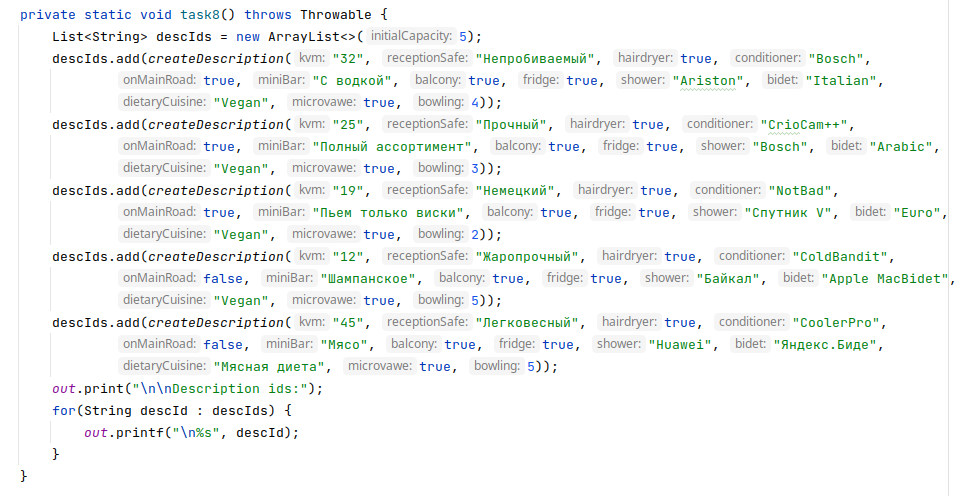 private static void task8() throws Throwable {
List<String> descIds = new ArrayList<>( initialCapacity: 5);
descIds.add(createDescription( kvm: "32", receptionSafe: "Непробиваемый", hairdryer: true, conditioner: "Bosch",
onMainRoad: true, miniBar: "С водкой", balcony: true, fridge: true, shower: "Ariston", bidet: "Italian",
dietaryCuisine: "Vegan", microvawe: true, bowling: 4));
descIds.add(createDescription( kvm: "25", receptionSafe: "Прочный", hairdryer: true, conditioner: "CrioCam++",
onMainRoad: true, miniBar: "Полный ассортимент", balcony: true, fridge: true, shower: "Bosch", bidet: "Arabic",
dietaryCuisine: "Vegan", microvawe: true, bowling: 3));
descIds.add(createDescription( kvm: "19", receptionSafe: "Немецкий", hairdryer: true, conditioner: "NotBad",
onMainRoad: true, miniBar: "Пьем только виски", balcony: true, fridge: true, shower: "Спутник V", bidet: "Euro",
dietaryCuisine: "Vegan", microvawe: true, bowling: 2));
descIds.add(createDescription( kvm: "12", receptionSafe: "Жаропрочный", hairdryer: true, conditioner: "ColdBandit",
onMainRoad: false, miniBar: "Шампанское", balcony: true, fridge: true, shower: "Байкал", bidet: "Apple MacBidet",
dietaryCuisine: "Vegan", microvawe: true, bowling: 5));
descIds.add(createDescription( kvm: "45", receptionSafe: "Легковесный", hairdryer: true, conditioner: "CoolerPro",
onMainRoad: false, miniBar: "Мясо", balcony: true, fridge: true, shower: "Huawei", bidet: "Яндекс.Биде",
dietaryCuisine: "Мясная диета", microvawe: true, bowling: 5));
out.print("\n\nDescription ids:");
for(String descId : descIds) {
out.printf("\n%s", descId);
}
}